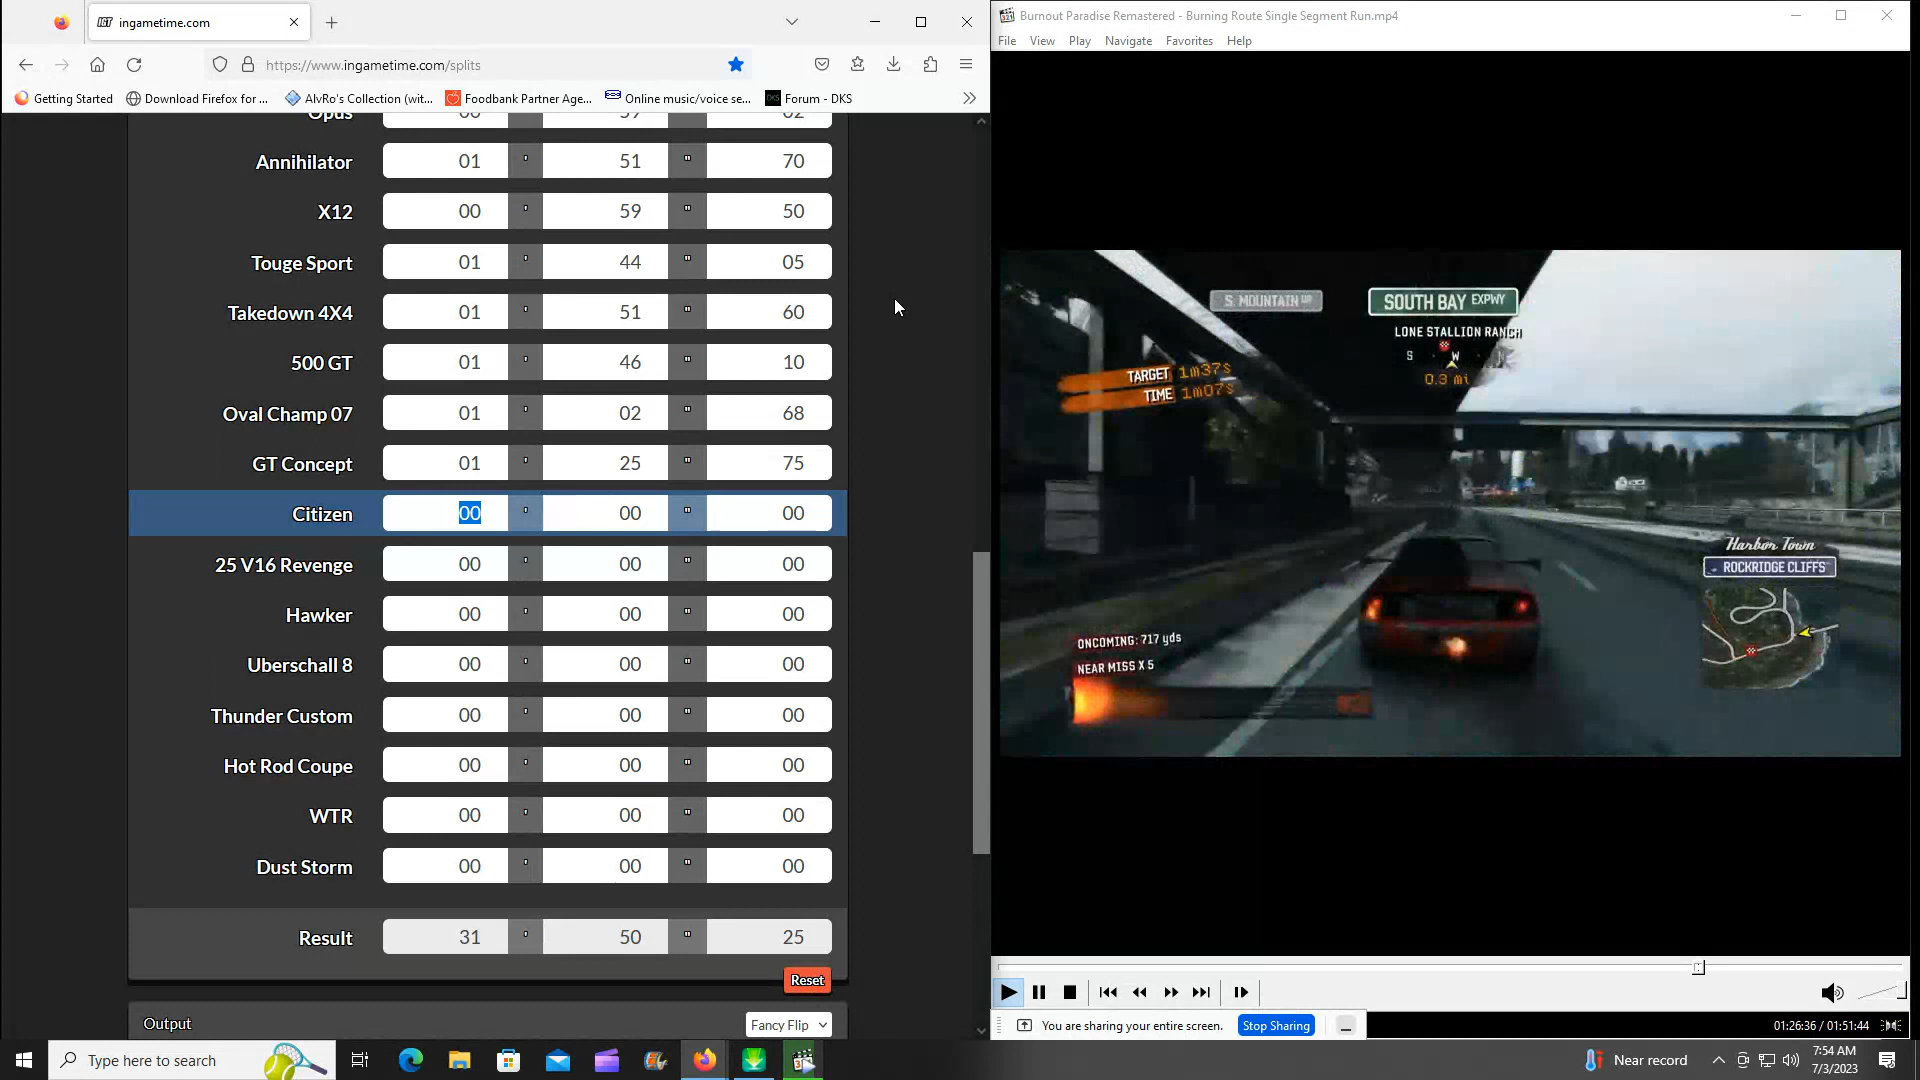 ingametime.com
https://www.ingametime.com/splits
Getting Started
Download Firefox for ...
AlvRo's Collection (wit...
Foodbank Partner Age...
Online music/voice se...
Forum - DKS
Opus 00 ' 59 " 02
Annihilator 01 ' 51 " 70
X12 00 ' 59 " 50
Touge Sport 01 ' 44 " 05
Takedown 4X4 01 ' 51 " 60
500 GT 01 ' 46 " 10
Oval Champ 07 01 ' 02 " 68
GT Concept 01 ' 25 " 75
Citizen 00 ' 00 " 00
25 V16 Revenge 00 ' 00 " 00
Hawker 00 ' 00 " 00
Uberschall 8 00 ' 00 " 00
Thunder Custom 00 ' 00 " 00
Hot Rod Coupe 00 ' 00 " 00
WTR 00 ' 00 " 00
Dust Storm 00 ' 00 " 00
Result 31 ' 50 " 25
Reset
Output
Fancy Flip
Burnout Paradise Remastered - Burning Route Single Segment Run.mp4
File View Play Navigate Favorites Help
S. MOUNTAIN DR
SOUTH BAY EXPWY
LONE STALLION RANCH
S W N
0.3 mi
TARGET 1m37s
TIME 1m07s
Harbor Town
ROCKRIDGE CLIFFS
ONCOMING: 717 yds
NEAR MISS X 5
You are sharing your entire screen.
Stop Sharing
01:26:36 / 01:51:44
Type here to search
Near record
7:54 AM
7/3/2023